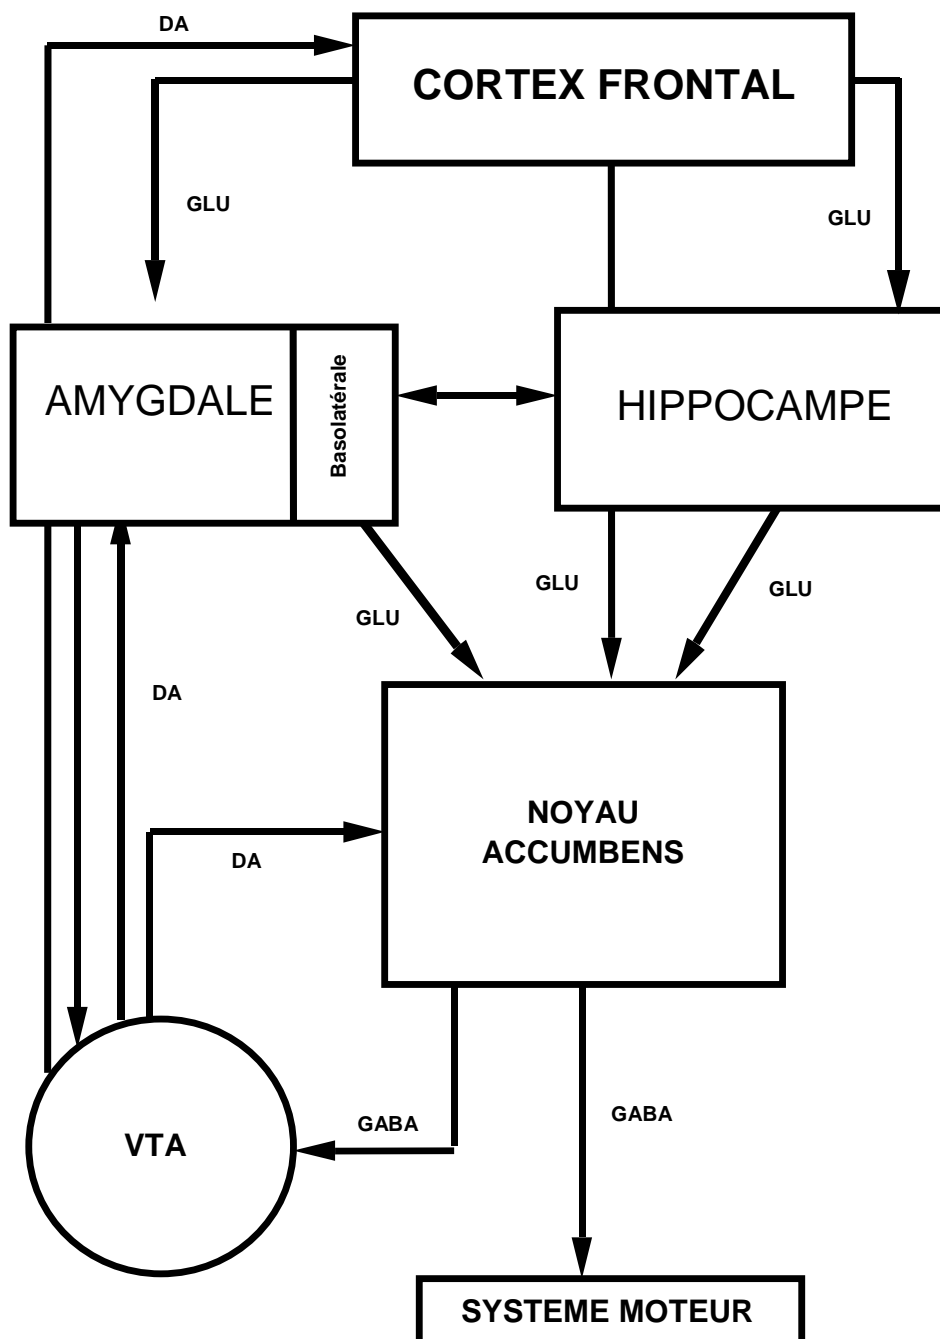 DA
CORTEX FRONTAL
GLU
GLU
AMYGDALE
Basolatérale
HIPPOCAMPE
GLU
GLU
GLU
DA
NOYAU
ACCUMBENS
DA
VTA
GABA
GABA
SYSTEME MOTEUR